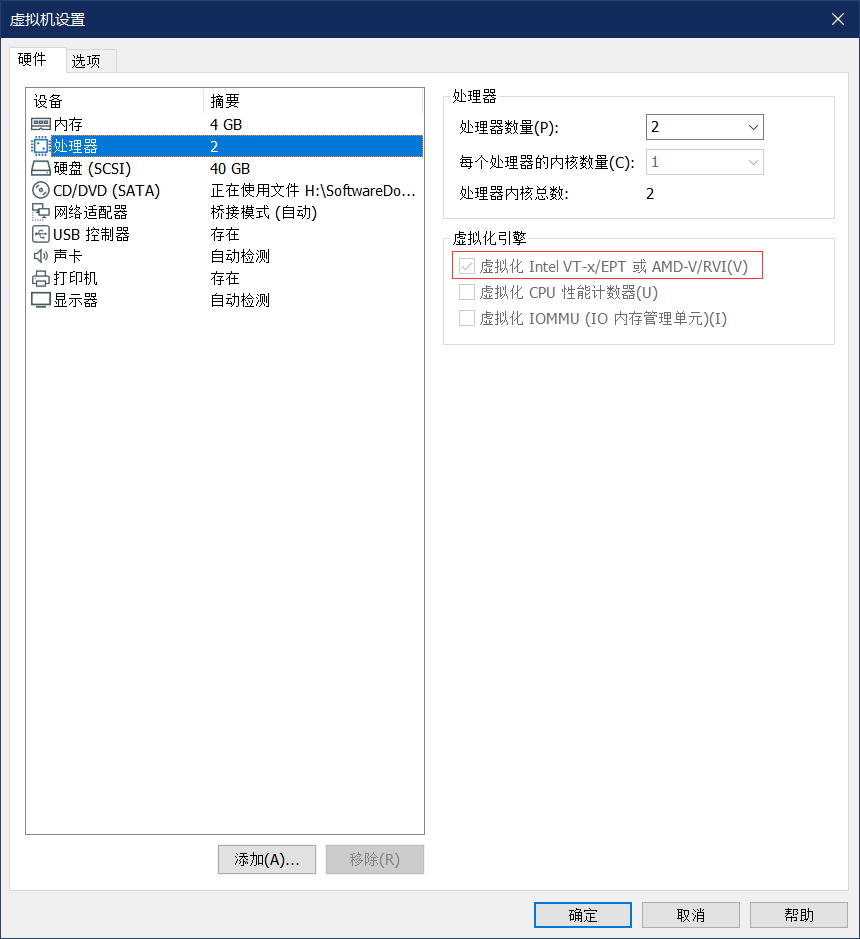 虚拟机设置
硬件 选项
设备 摘要
内存 4 GB
处理器 2
硬盘 (SCSI) 40 GB
CD/DVD (SATA) 正在使用文件 H:\SoftwareDo...
网络适配器 桥接模式 (自动)
USB 控制器 存在
声卡 自动检测
打印机 存在
显示器 自动检测
添加(A)... 移除(R)
处理器
处理器数量(P): 2
每个处理器的内核数量(C): 1
处理器内核总数: 2
虚拟化引擎
虚拟化 Intel VT-x/EPT 或 AMD-V/RVI(V)
虚拟化 CPU 性能计数器(U)
虚拟化 IOMMU (IO 内存管理单元)(I)
确定 取消 帮助